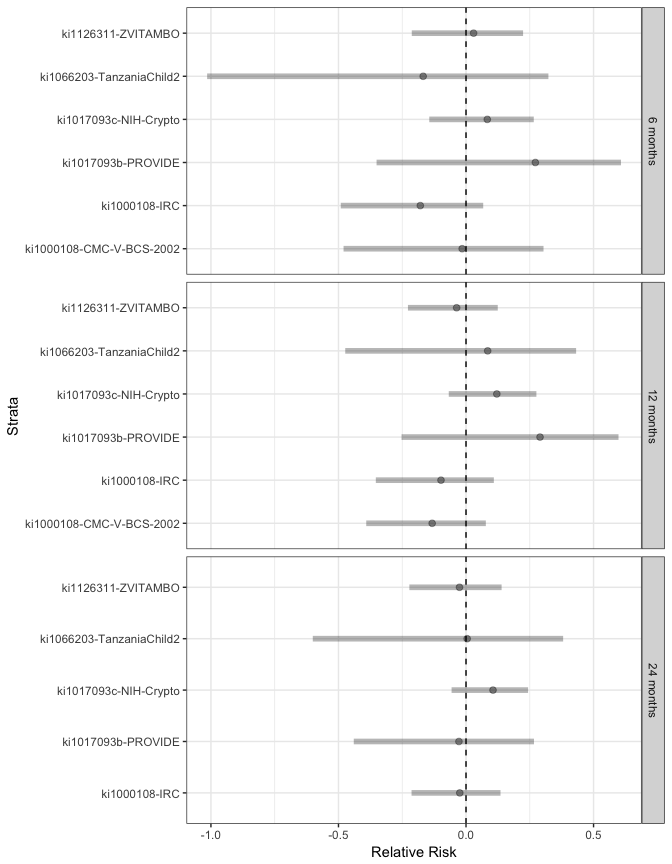 ki1126311-ZVITAMBO
ki1066203-TanzaniaChild2
ki1017093c-NIH-Crypto
ki1017093b-PROVIDE
ki1000108-IRC
ki1000108-CMC-V-BCS-2002
6 months
ki1126311-ZVITAMBO
ki1066203-TanzaniaChild2
ki1017093c-NIH-Crypto
ki1017093b-PROVIDE
ki1000108-IRC
ki1000108-CMC-V-BCS-2002
12 months
Strata
ki1126311-ZVITAMBO
ki1066203-TanzaniaChild2
ki1017093c-NIH-Crypto
ki1017093b-PROVIDE
ki1000108-IRC
24 months
-1.0 -0.5 0.0 0.5
Relative Risk